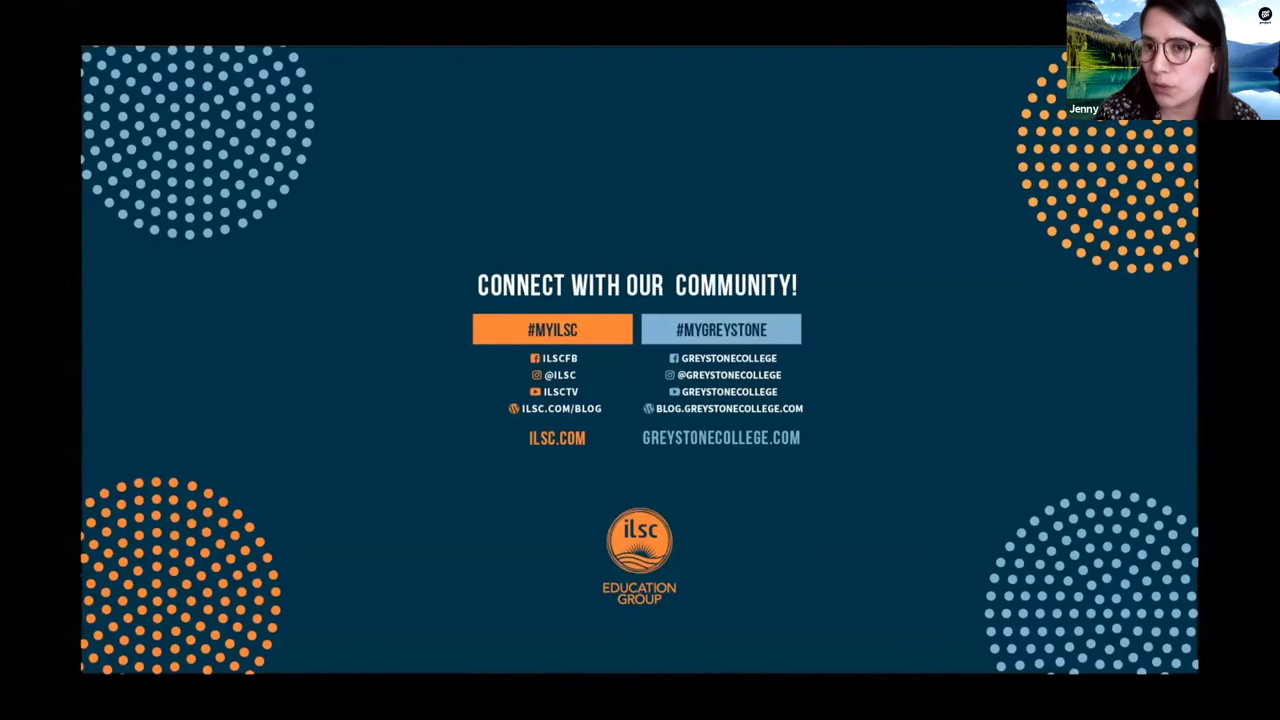 Jenny
CONNECT WITH OUR COMMUNITY!
#MYILSC
ILSCFB
@ILSC
ILSCTV
ILSC.COM/BLOG
ILSC.COM
#MYGREYSTONE
GREYSTONECOLLEGE
@GREYSTONECOLLEGE
GREYSTONECOLLEGE
BLOG.GREYSTONECOLLEGE.COM
GREYSTONECOLLEGE.COM
ilsc
EDUCATION
GROUP